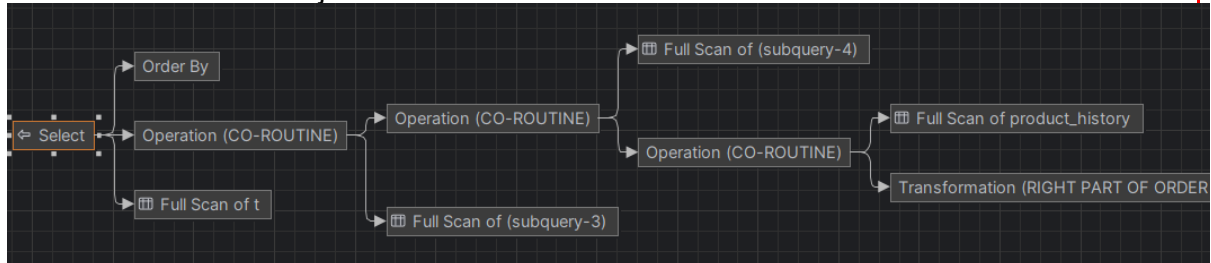 Order By
Select
Operation (CO-ROUTINE)
Full Scan of t
Operation (CO-ROUTINE)
Full Scan of (subquery-3)
Full Scan of (subquery-4)
Operation (CO-ROUTINE)
Full Scan of product_history
Transformation (RIGHT PART OF ORDER